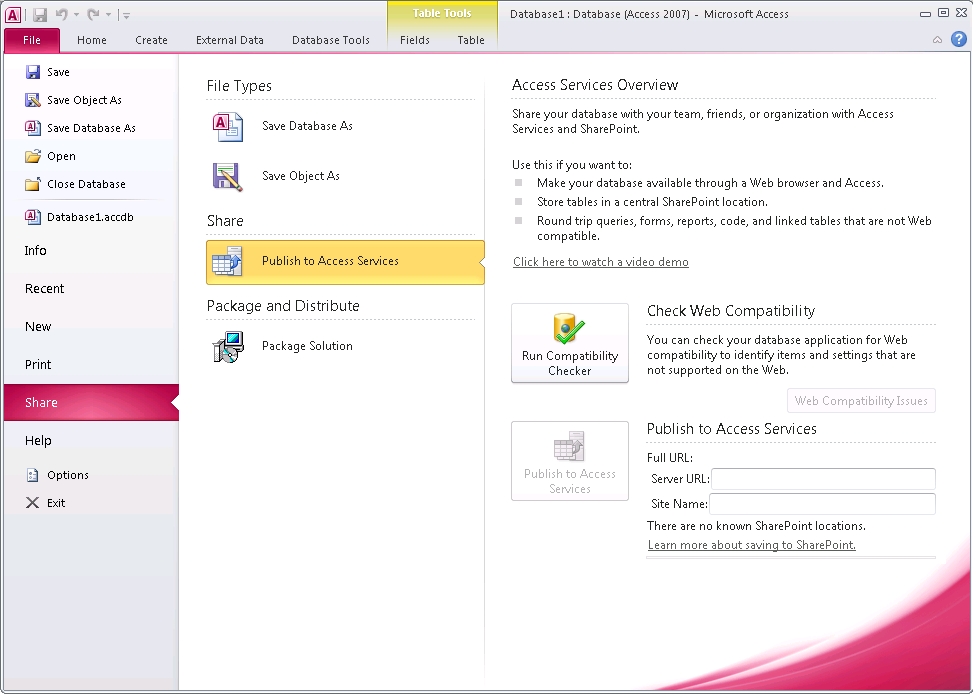 Table Tools
Database1 : Database (Access 2007) - Microsoft Access
File
Home
Create
External Data
Database Tools
Fields
Table
Save
Save Object As
Save Database As
Open
Close Database
Database1.accdb
Info
Recent
New
Print
Share
Help
Options
Exit
File Types
Save Database As
Save Object As
Share
Publish to Access Services
Package and Distribute
Package Solution
Access Services Overview
Share your database with your team, friends, or organization with Access
Services and SharePoint.
Use this if you want to:
Make your database available through a Web browser and Access.
Store tables in a central SharePoint location.
Round trip queries, forms, reports, code, and linked tables that are not Web
compatible.
Click here to watch a video demo
Run Compatibility
Checker
Check Web Compatibility
You can check your database application for Web
compatibility to identify items and settings that are
not supported on the Web.
Web Compatibility Issues
Publish to Access
Services
Publish to Access Services
Full URL:
Server URL:
Site Name:
There are no known SharePoint locations.
Learn more about saving to SharePoint.